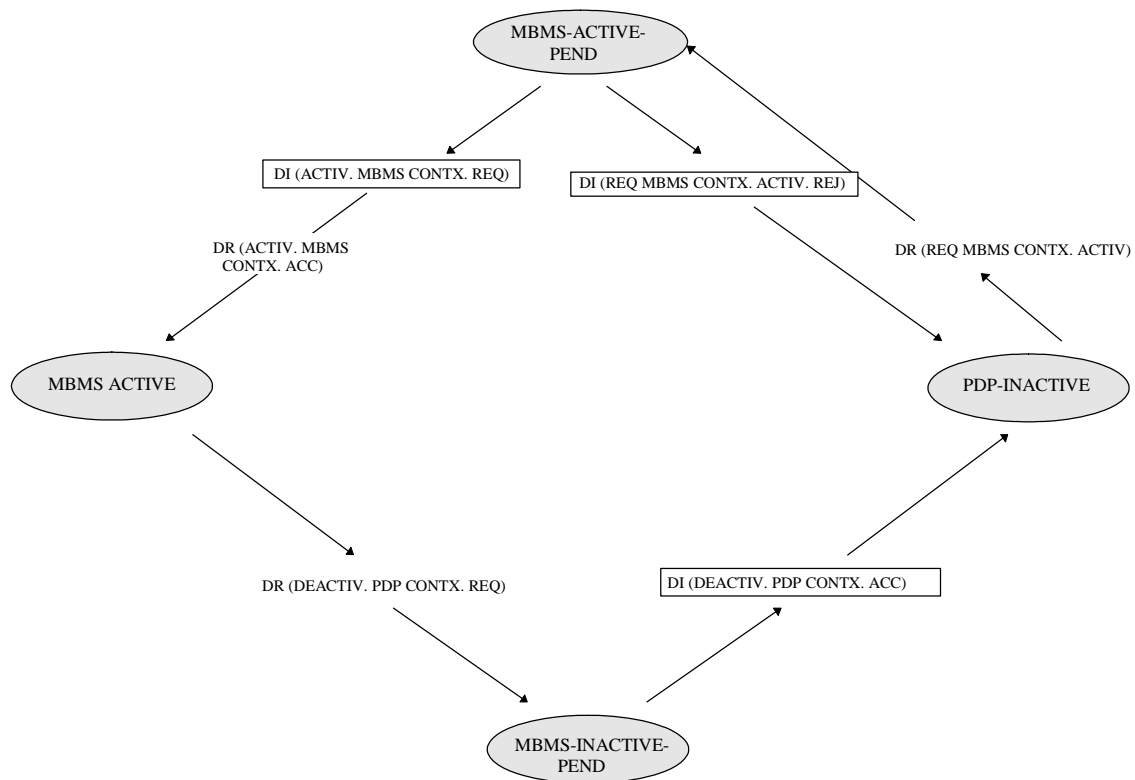 MBMS-ACTIVE-
PEND
DI (ACTIV. MBMS CONTX. REQ)
DI (REQ MBMS CONTX. ACTIV. REJ)
DR (ACTIV. MBMS
CONTX. ACC)
DR (REQ MBMS CONTX. ACTIV)
MBMS ACTIVE
PDP-INACTIVE
DR (DEACTIV. PDP CONTX. REQ)
DI (DEACTIV. PDP CONTX. ACC)
MBMS-INACTIVE-
PEND